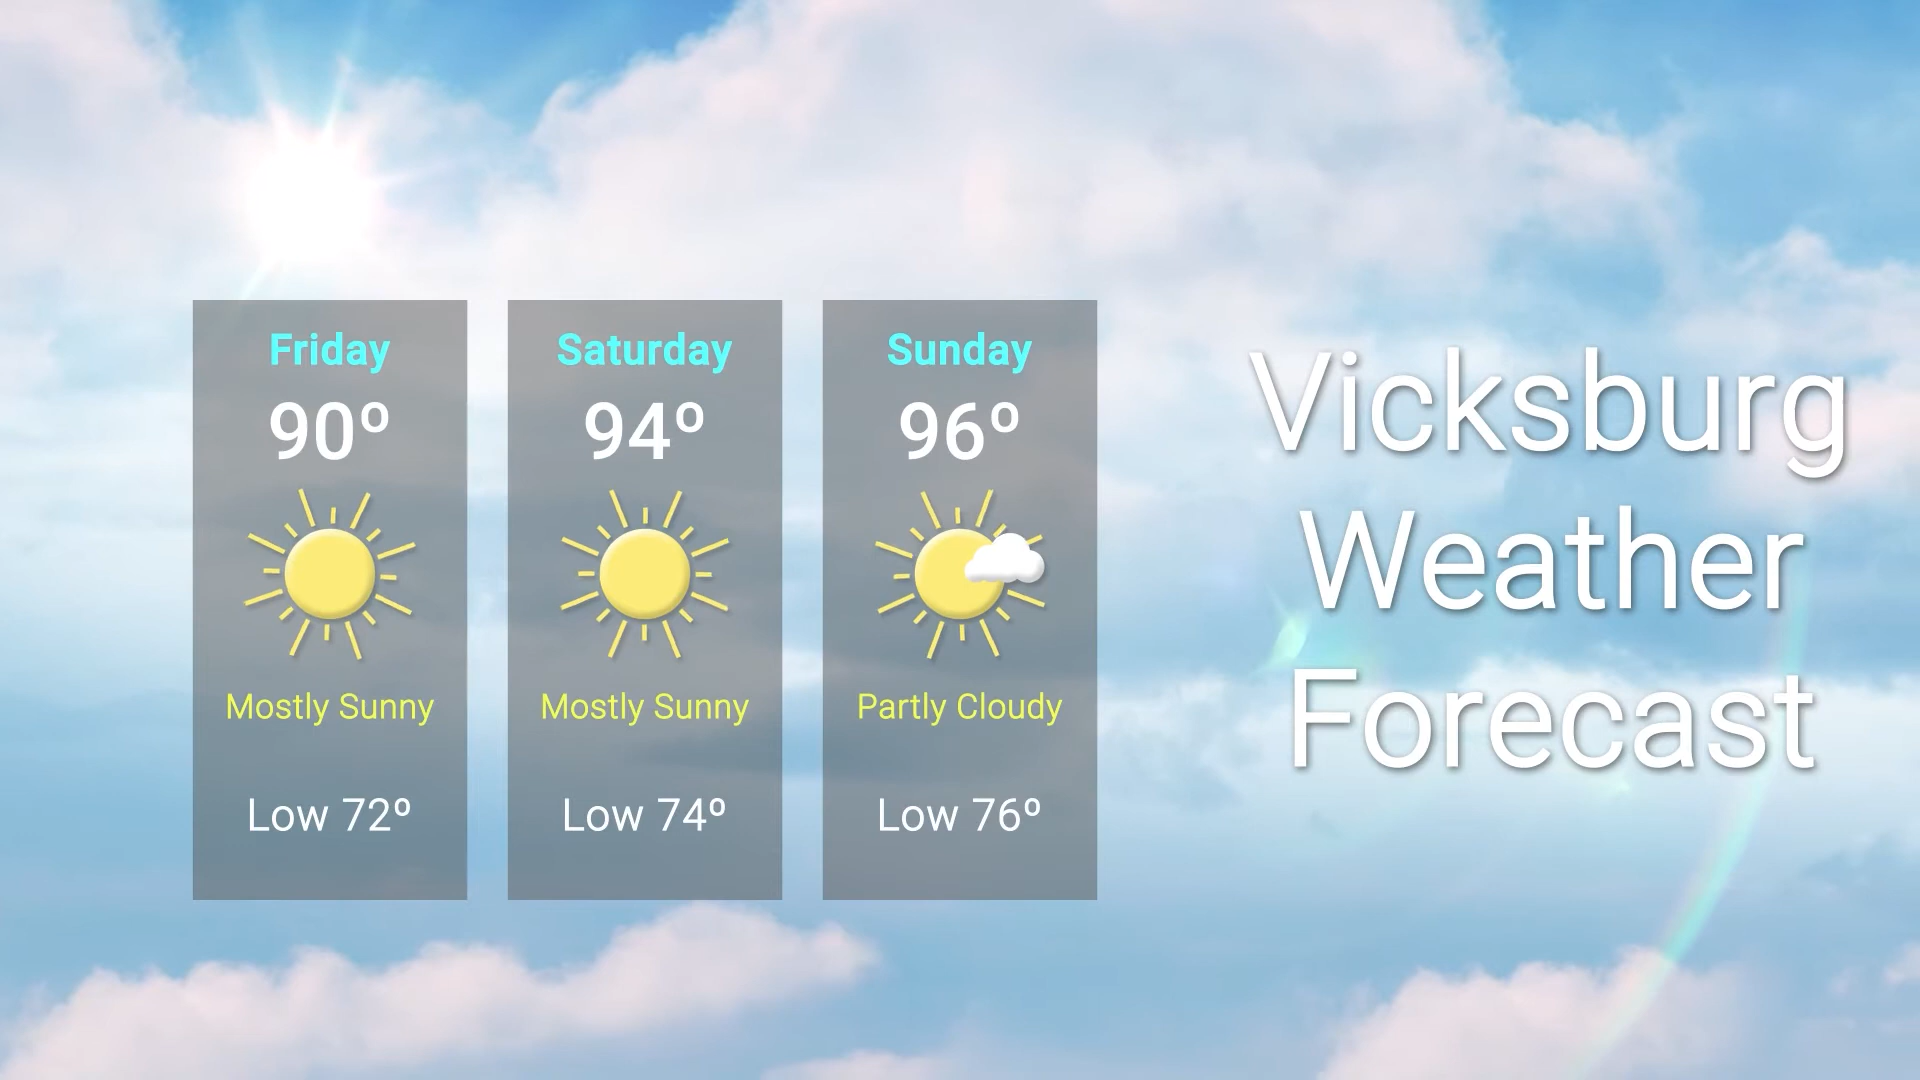 Friday
90º
Mostly Sunny
Low 72º
Saturday
94º
Mostly Sunny
Low 74º
Sunday
96º
Partly Cloudy
Low 76º
Vicksburg
Weather
Forecast